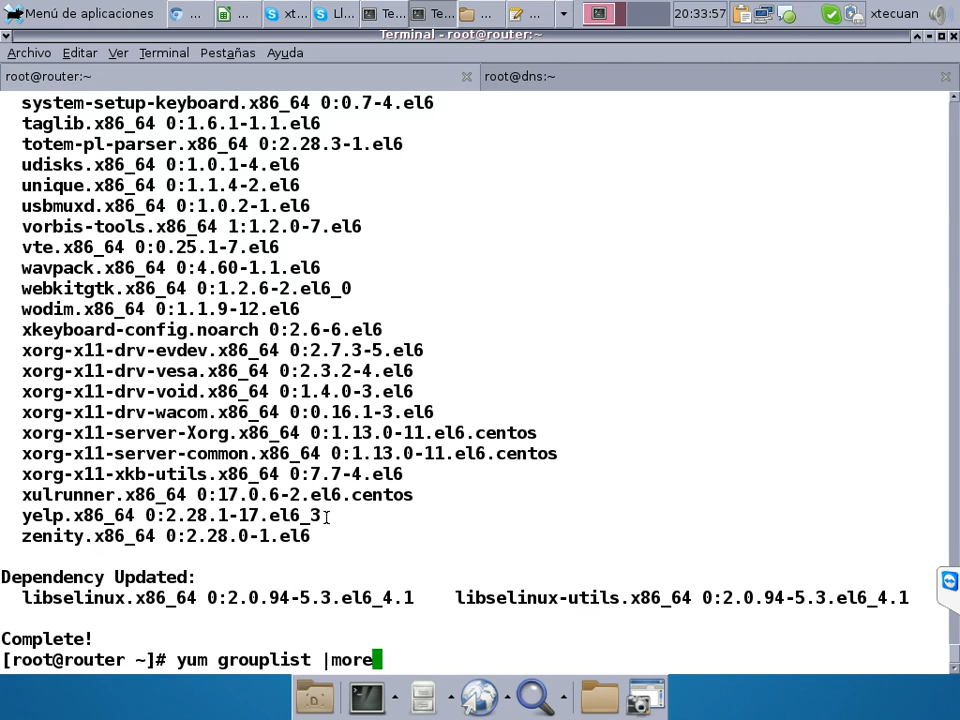 Menú de aplicaciones
...
...
xt...
Ll...
Te...
Te...
...
...
20:33:57
xtecuan
Terminal - root@router:~
Archivo Editar Ver Terminal Pestañas Ayuda
root@router:~
root@dns:~
system-setup-keyboard.x86_64 0:0.7-4.el6
taglib.x86_64 0:1.6.1-1.1.el6
totem-pl-parser.x86_64 0:2.28.3-1.el6
udisks.x86_64 0:1.0.1-4.el6
unique.x86_64 0:1.1.4-2.el6
usbmuxd.x86_64 0:1.0.2-1.el6
vorbis-tools.x86_64 1:1.2.0-7.el6
vte.x86_64 0:0.25.1-7.el6
wavpack.x86_64 0:4.60-1.1.el6
webkitgtk.x86_64 0:1.2.6-2.el6_0
wodim.x86_64 0:1.1.9-12.el6
xkeyboard-config.noarch 0:2.6-6.el6
xorg-x11-drv-evdev.x86_64 0:2.7.3-5.el6
xorg-x11-drv-vesa.x86_64 0:2.3.2-4.el6
xorg-x11-drv-void.x86_64 0:1.4.0-3.el6
xorg-x11-drv-wacom.x86_64 0:0.16.1-3.el6
xorg-x11-server-Xorg.x86_64 0:1.13.0-11.el6.centos
xorg-x11-server-common.x86_64 0:1.13.0-11.el6.centos
xorg-x11-xkb-utils.x86_64 0:7.7-4.el6
xulrunner.x86_64 0:17.0.6-2.el6.centos
yelp.x86_64 0:2.28.1-17.el6_3
zenity.x86_64 0:2.28.0-1.el6
Dependency Updated:
libselinux.x86_64 0:2.0.94-5.3.el6_4.1 libselinux-utils.x86_64 0:2.0.94-5.3.el6_4.1
Complete!
[root@router ~]# yum grouplist |more